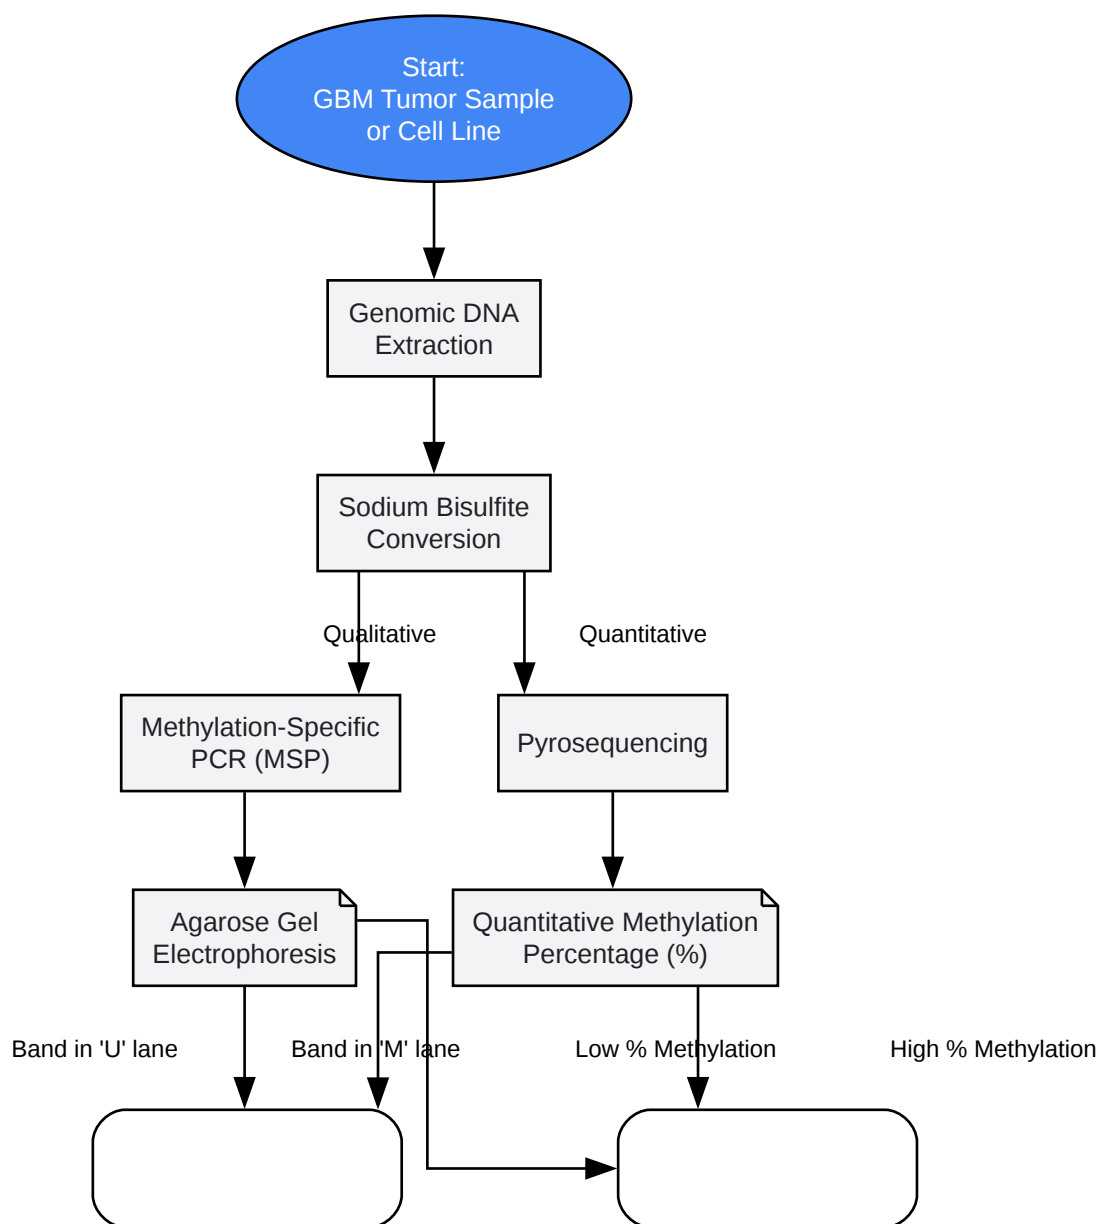 Start:
GBM Tumor Sample
or Cell Line
Genomic DNA
Extraction
Sodium Bisulfite
Conversion
Qualitative
Quantitative
Methylation-Specific
PCR (MSP)
Pyrosequencing
Agarose Gel
Electrophoresis
Quantitative Methylation
Percentage (%)
Band in 'U' lane
Band in 'M' lane
Low % Methylation
High % Methylation